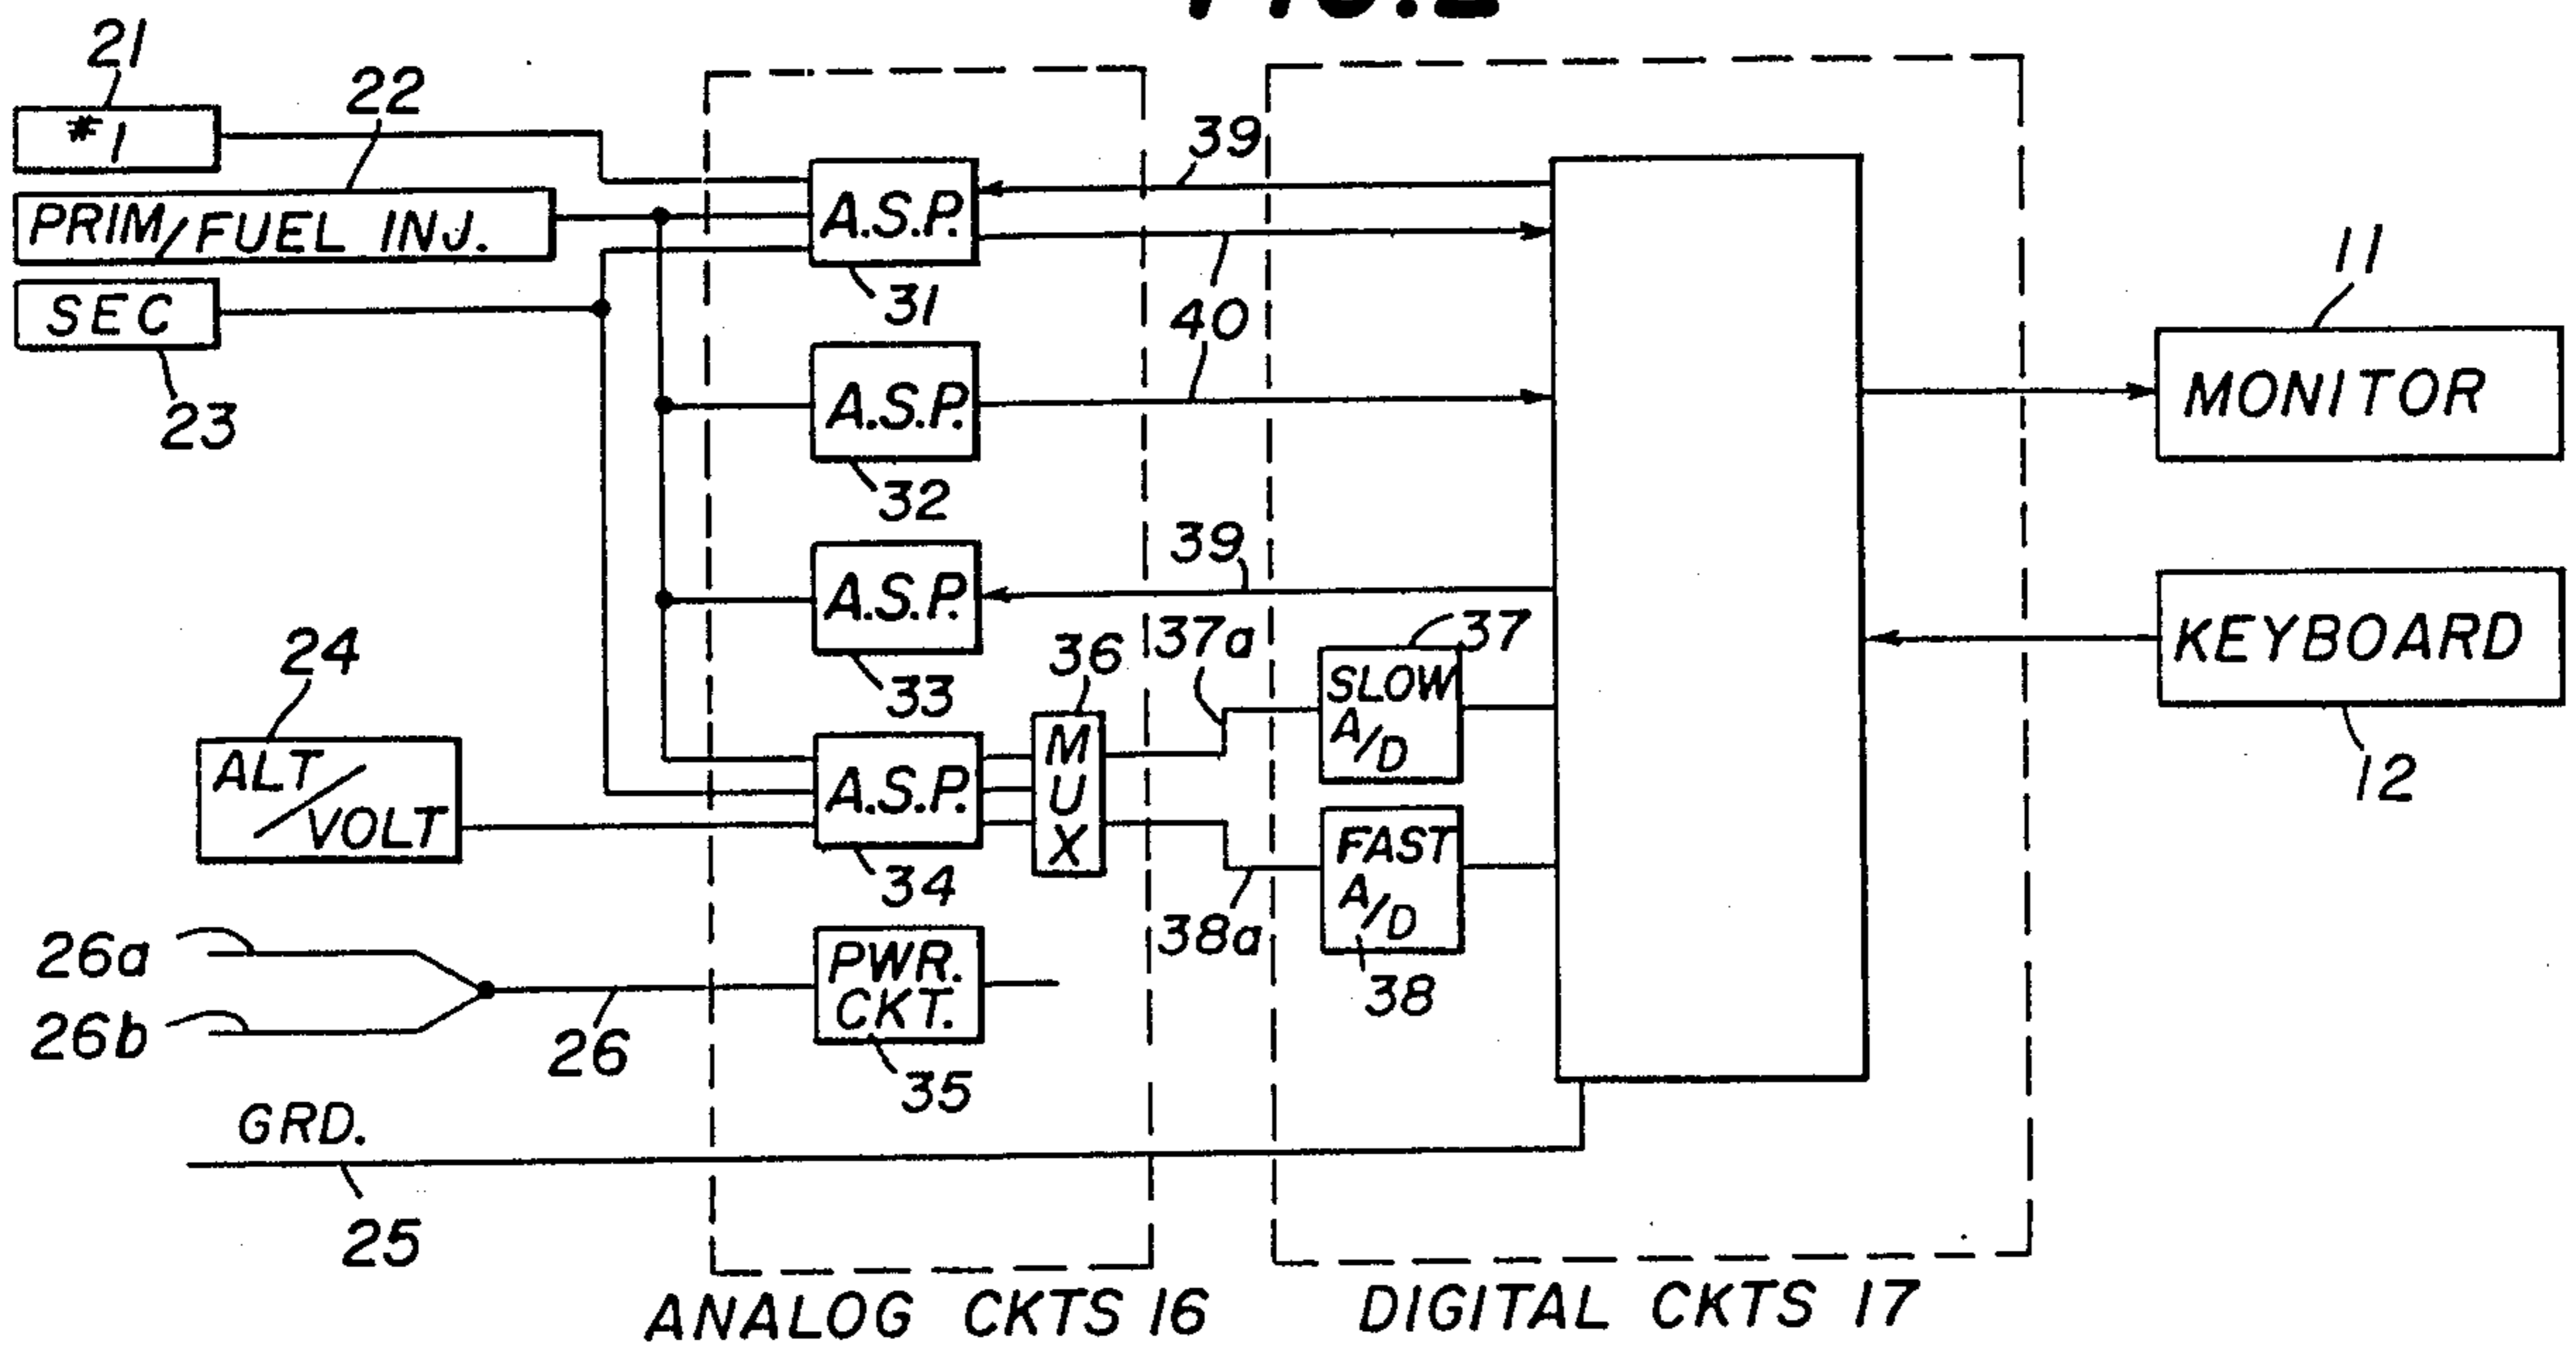 FIG. 2
21
#1
22
PRIM/FUEL INJ.
SEC
23
A.S.P.
31
39
40
A.S.P.
32
39
A.S.P.
33
24
ALT/VOLT
A.S.P.
34
36
MUX
37a
37
SLOW
A/D
38a
FAST
A/D
38
11
MONITOR
KEYBOARD
12
26a
26b
26
PWR.
CKT.
35
GRD.
25
ANALOG CKTS 16
DIGITAL CKTS 17